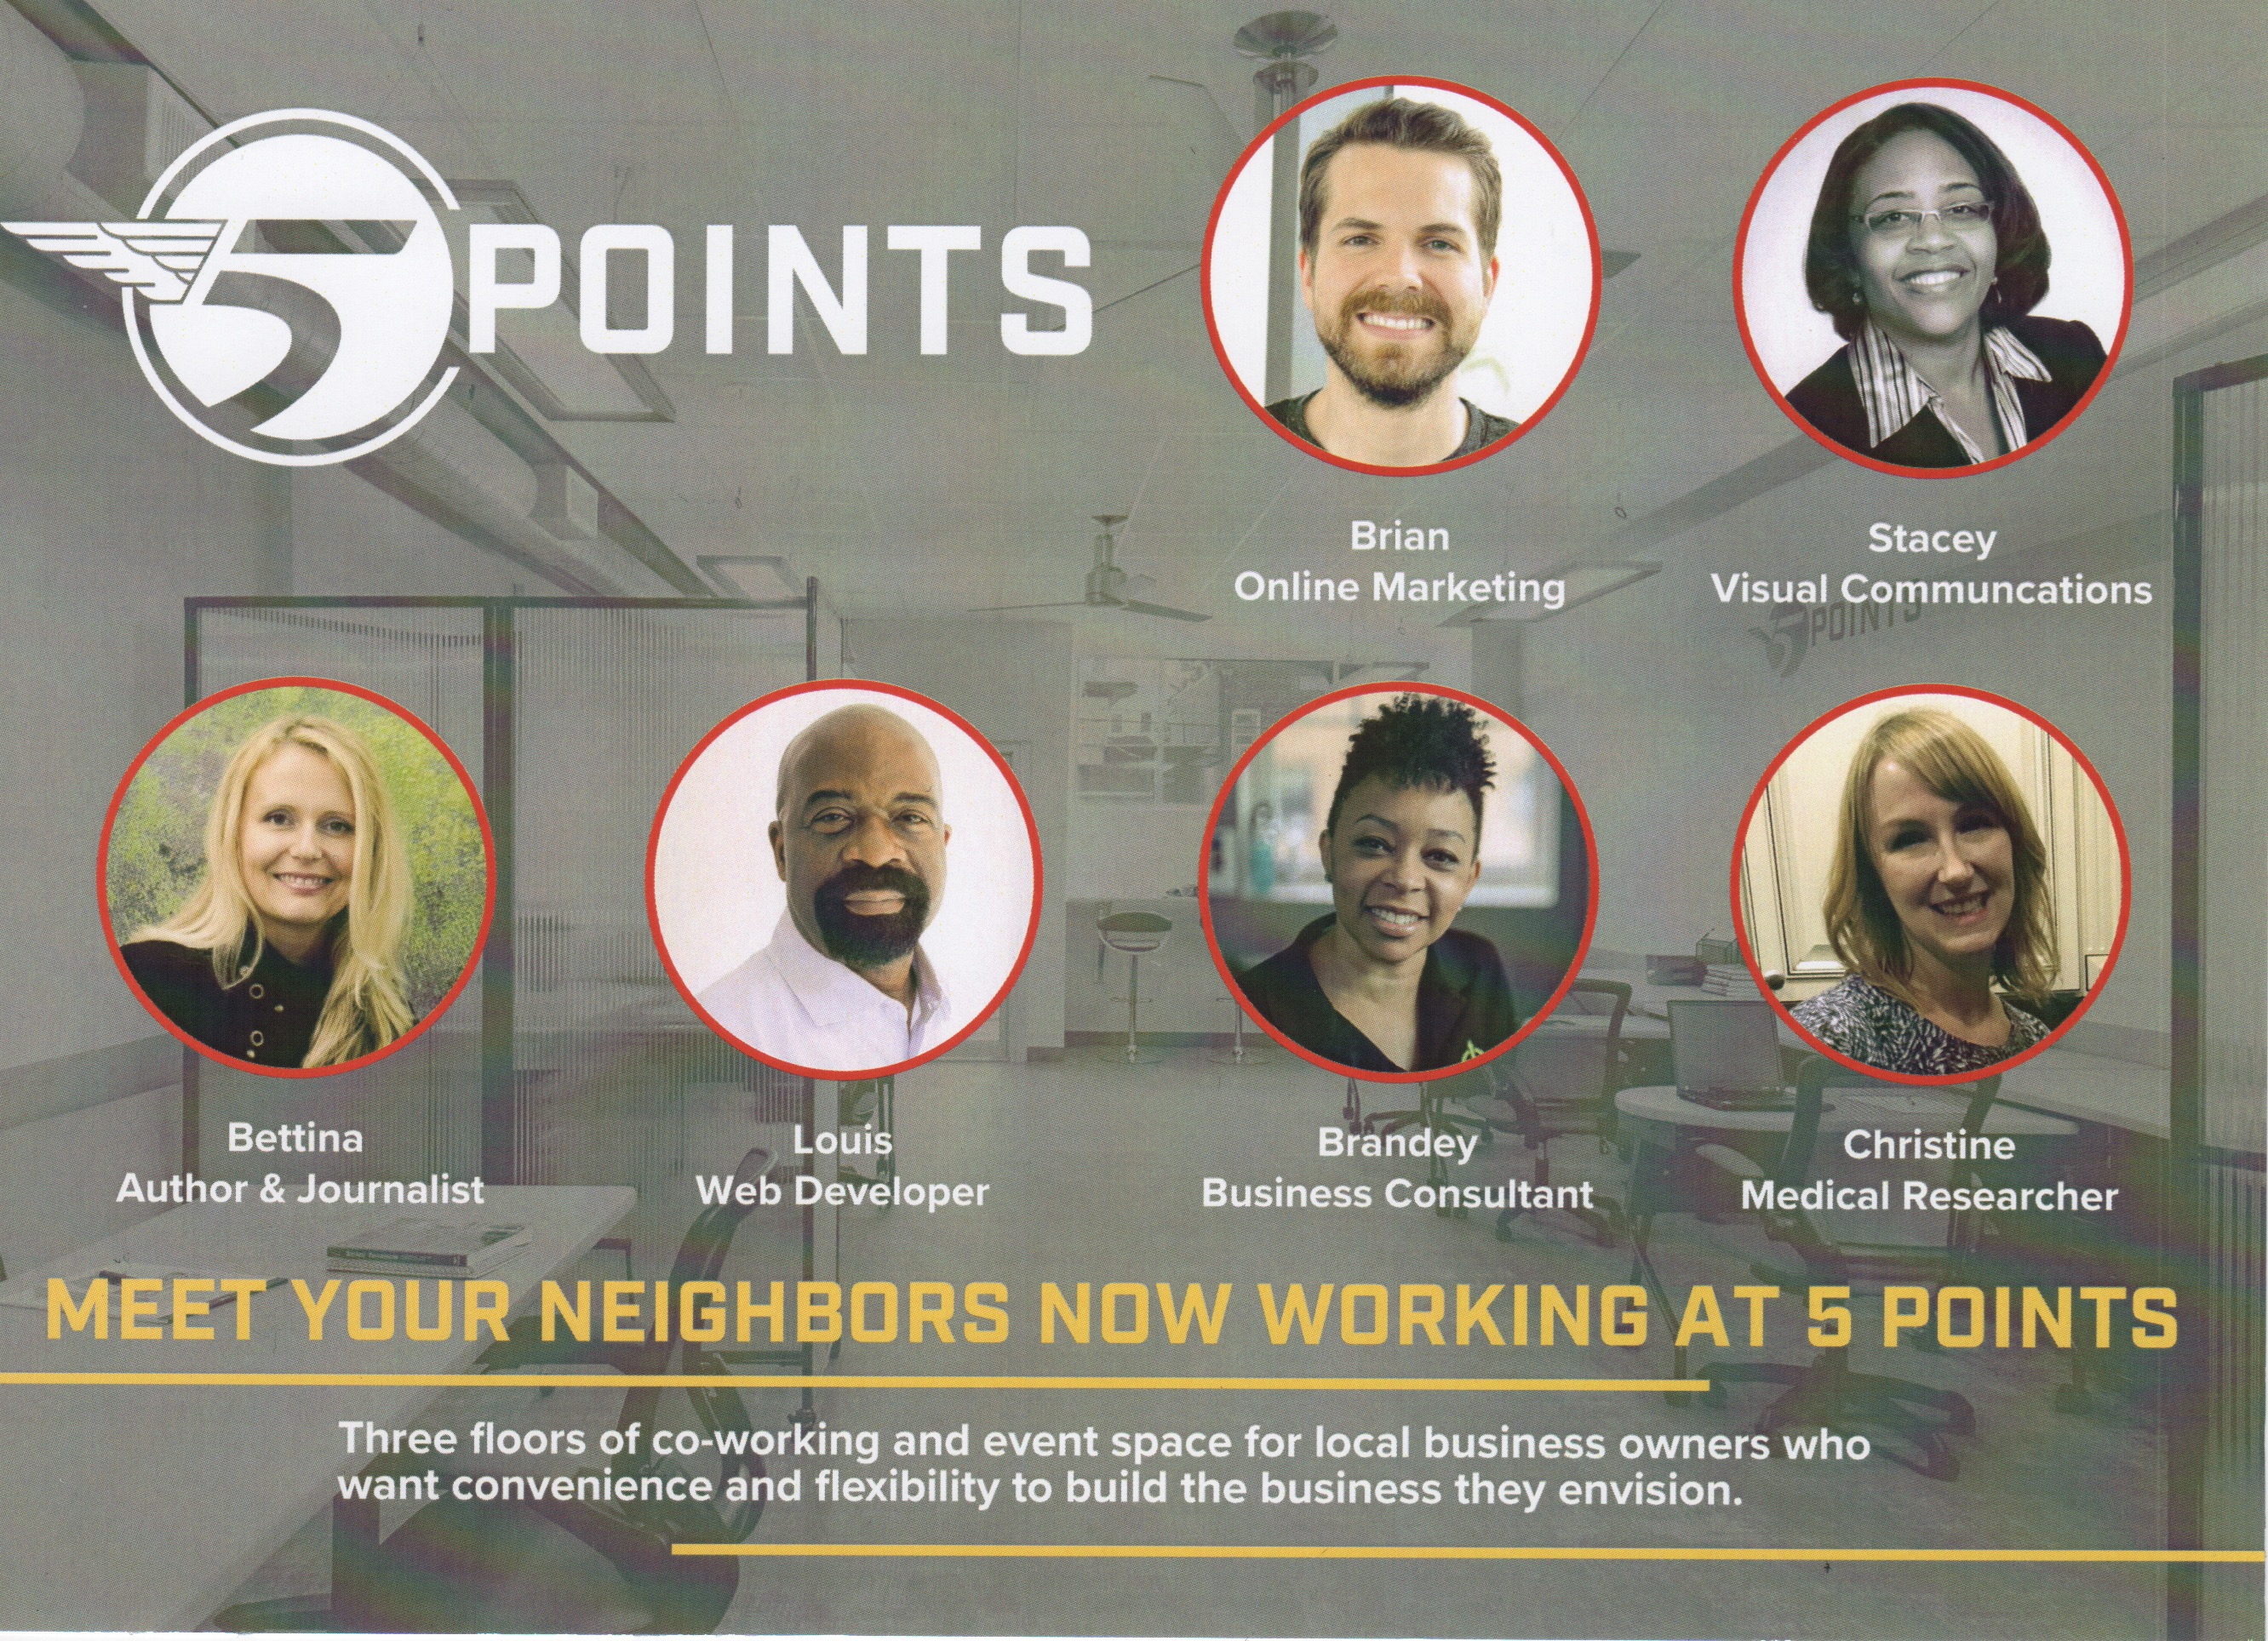 5 POINTS
Brian
Online Marketing
Stacey
Visual Communcations
5 POINTS
Bettina
Author & Journalist
Louis
Web Developer
Brandey
Business Consultant
Christine
Medical Researcher
MEET YOUR NEIGHBORS NOW WORKING AT 5 POINTS
Three floors of co-working and event space for local business owners who
want convenience and flexibility to build the business they envision.